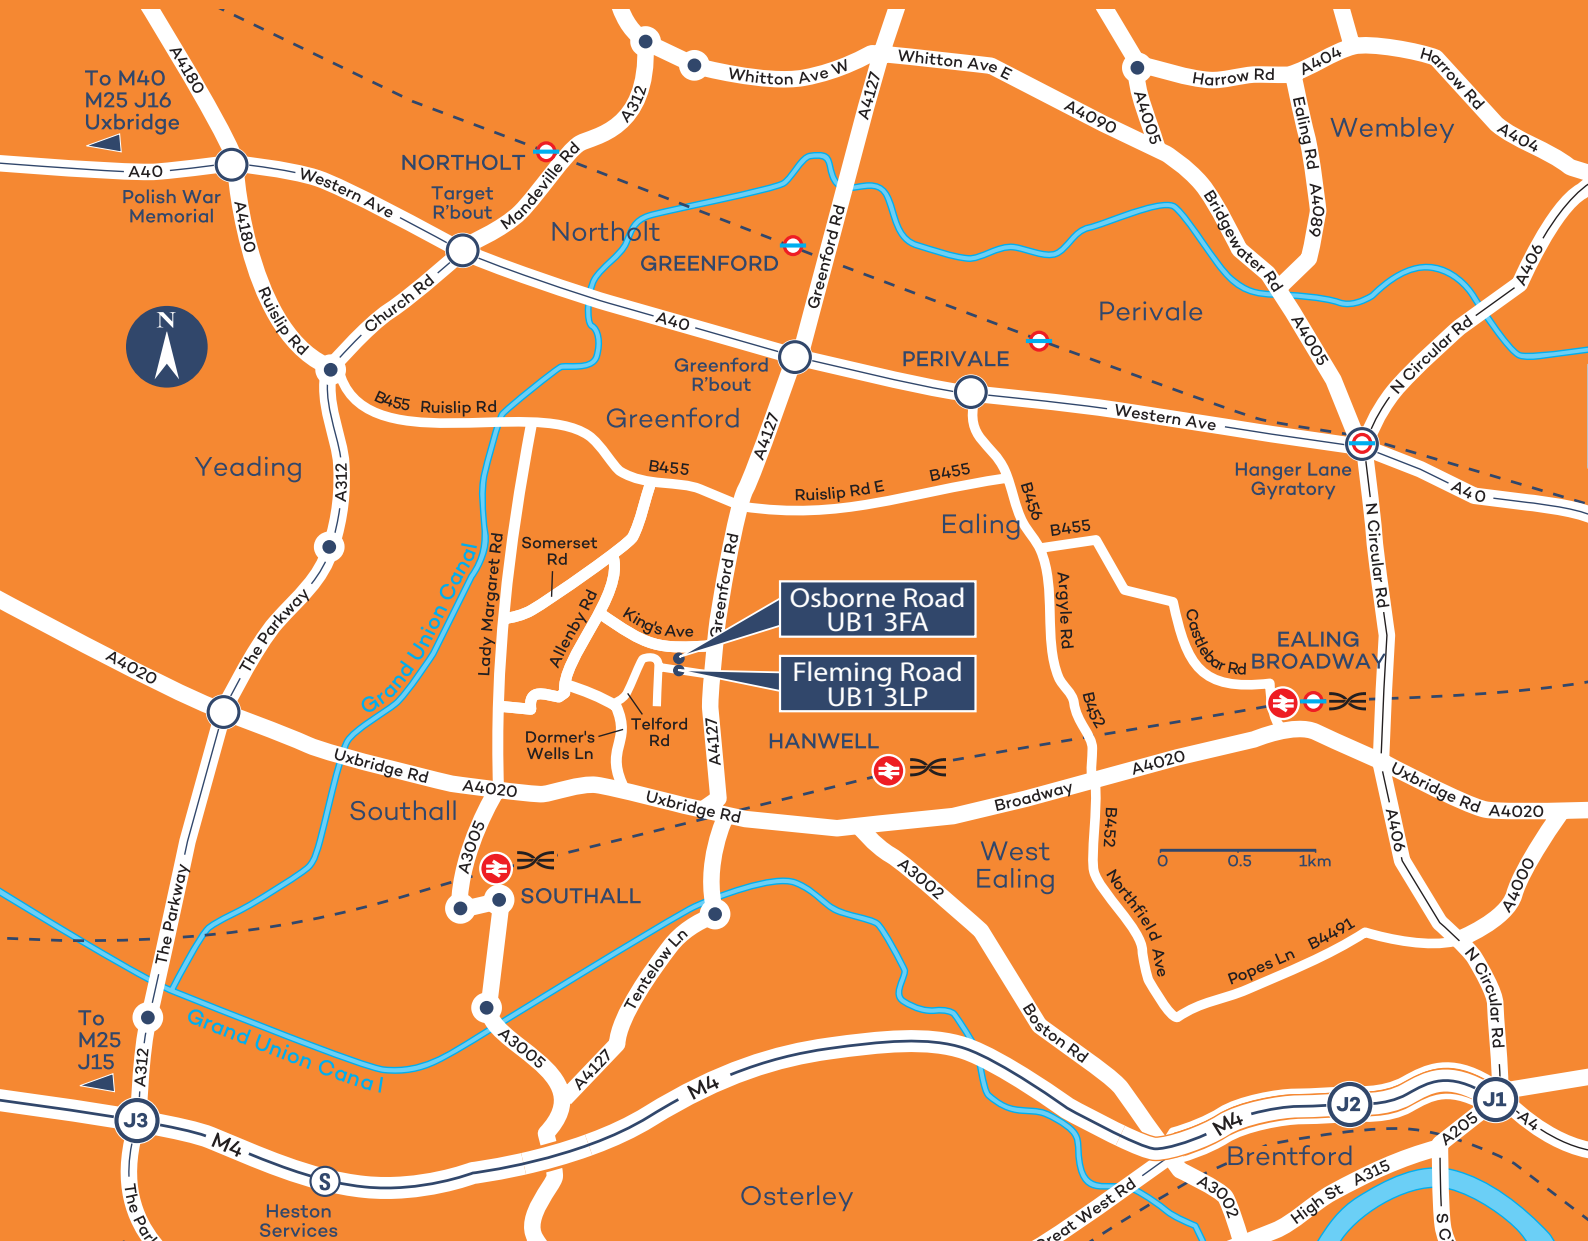 A4180
To M40
M25 J16
Uxbridge
A40
Polish War
Memorial
Western Ave
A4180
NORTHOLT
Target
R'bout
Mandeville Rd
A312
Whitton Ave W
Whitton Ave E
A4127
A4090
A4005
Harrow Rd
A404
Harrow Rd
A404
Wembley
Ealing Rd
A4089
Bridgewater Rd
A406
Northolt
GREENFORD
Greenford Rd
Perivale
A4005
N Circular Rd
N
Ruislip Rd
Church Rd
A40
Greenford
R'bout
PERIVALE
Western Ave
Hanger Lane
Gyratory
A40
B455
Ruislip Rd
Greenford
A4127
Yeading
A312
B455
Ruislip Rd E
B455
B456
Ealing
B455
N Circular Rd
Somerset
Rd
Lady Margaret Rd
Grand Union Canal
Allenby Rd
King's Ave
Greenford Rd
Osborne Road
UB1 3FA
Fleming Road
UB1 3LP
Argyle Rd
Castlebar Rd
EALING
BROADWAY
The Parkway
A4020
Telford
Rd
Dormer's
Wells Ln
A4127
HANWELL
B452
Uxbridge Rd
A4020
Southall
Uxbridge Rd
Broadway
A4020
Uxbridge Rd
A4020
A3005
SOUTHALL
A3002
West
Ealing
B452
0
0.5
1km
A406
A4000
The Parkway
Northfield Ave
Popes Ln
B4491
Tentelow Ln
N Circular Rd
To
M25
J15
A312
Grand Union Canal
A3005
A4127
Boston Rd
M4
J3
M4
S
Heston
Services
The Par
Osterley
M4
J2
J1
A205
A4
Brentford
reat West Rd
A3002
High St
A315
S C